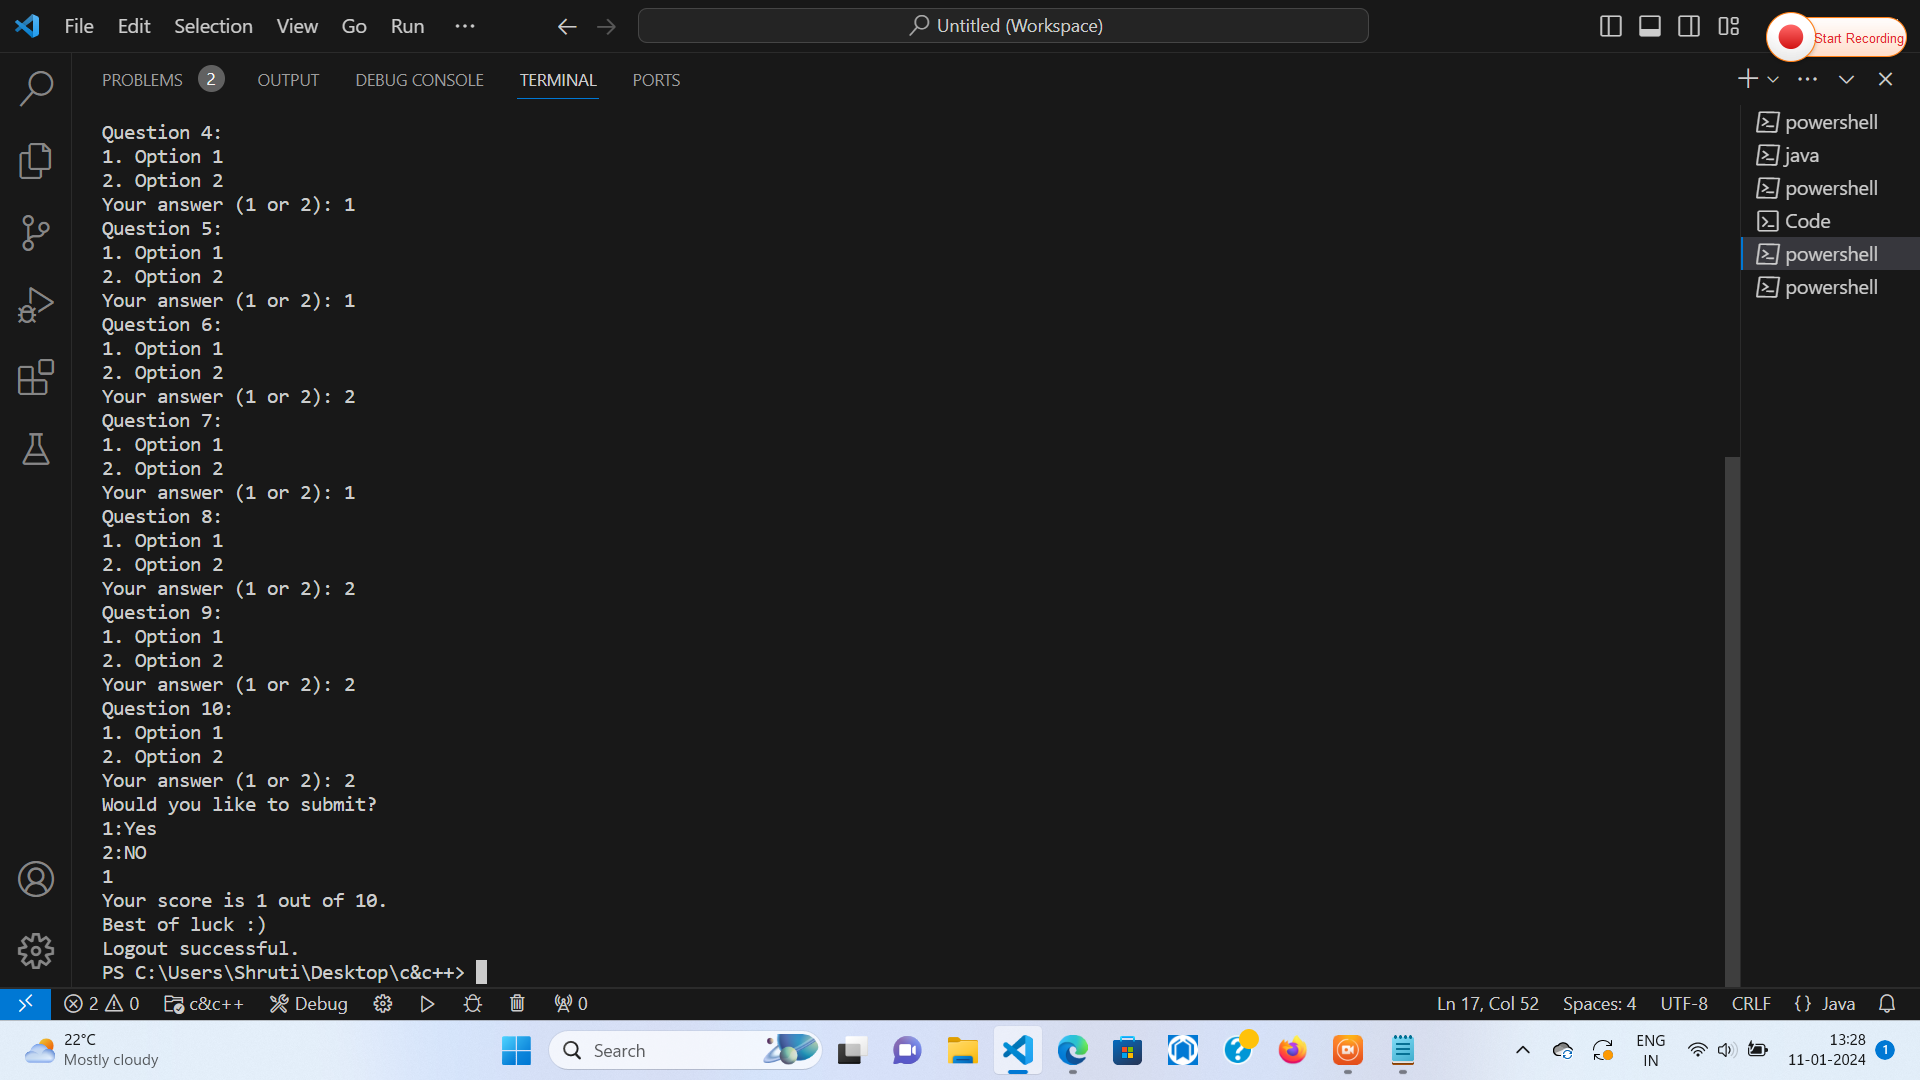 File Edit Selection View Go Run ··· Untitled (Workspace) Start Recording
PROBLEMS 2 OUTPUT DEBUG CONSOLE TERMINAL PORTS
Question 4:
1. Option 1
2. Option 2
Your answer (1 or 2): 1
Question 5:
1. Option 1
2. Option 2
Your answer (1 or 2): 1
Question 6:
1. Option 1
2. Option 2
Your answer (1 or 2): 2
Question 7:
1. Option 1
2. Option 2
Your answer (1 or 2): 1
Question 8:
1. Option 1
2. Option 2
Your answer (1 or 2): 2
Question 9:
1. Option 1
2. Option 2
Your answer (1 or 2): 2
Question 10:
1. Option 1
2. Option 2
Your answer (1 or 2): 2
Would you like to submit?
1:Yes
2:NO
1
Your score is 1 out of 10.
Best of luck :)
Logout successful.
PS C:\Users\Shruti\Desktop\c&c++>
powershell
java
powershell
Code
powershell
powershell
2 0 c&c++ Debug 0 Ln 17, Col 52 Spaces: 4 UTF-8 CRLF {} Java
22°C
Mostly cloudy
Search
ENG
IN
13:28
11-01-2024
1